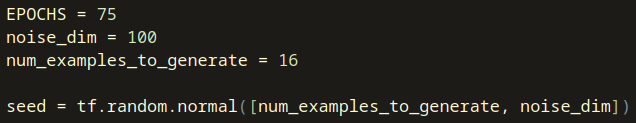 EPOCHS = 75
noise_dim = 100
num_examples_to_generate = 16
seed = tf.random.normal([num_examples_to_generate, noise_dim])